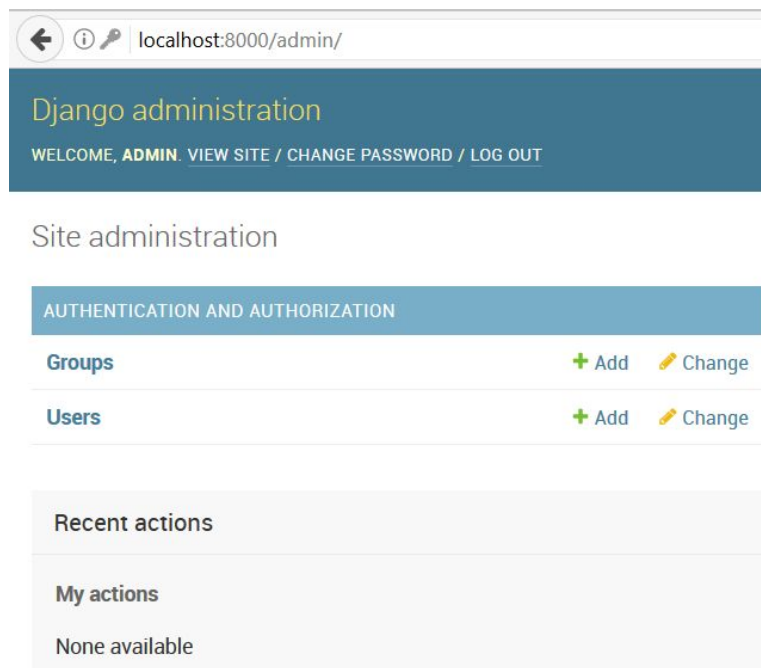 localhost:8000/admin/
Django administration
WELCOME, ADMIN. VIEW SITE / CHANGE PASSWORD / LOG OUT
Site administration
AUTHENTICATION AND AUTHORIZATION
Groups Add Change
Users Add Change
Recent actions
My actions
None available